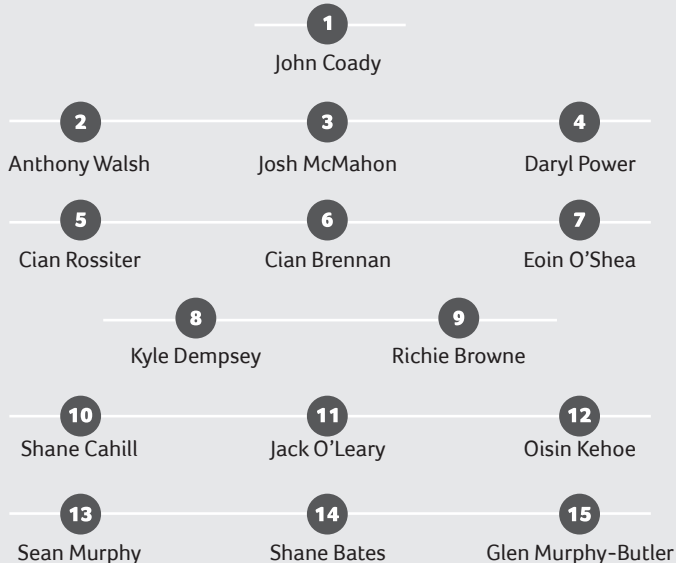 1
John Coady
2 3 4
Anthony Walsh Josh McMahon Daryl Power
5 6 7
Cian Rossiter Cian Brennan Eoin O’Shea
8 9
Kyle Dempsey Richie Browne
10 11 12
Shane Cahill Jack O’Leary Oisin Kehoe
13 14 15
Sean Murphy Shane Bates Glen Murphy-Butler